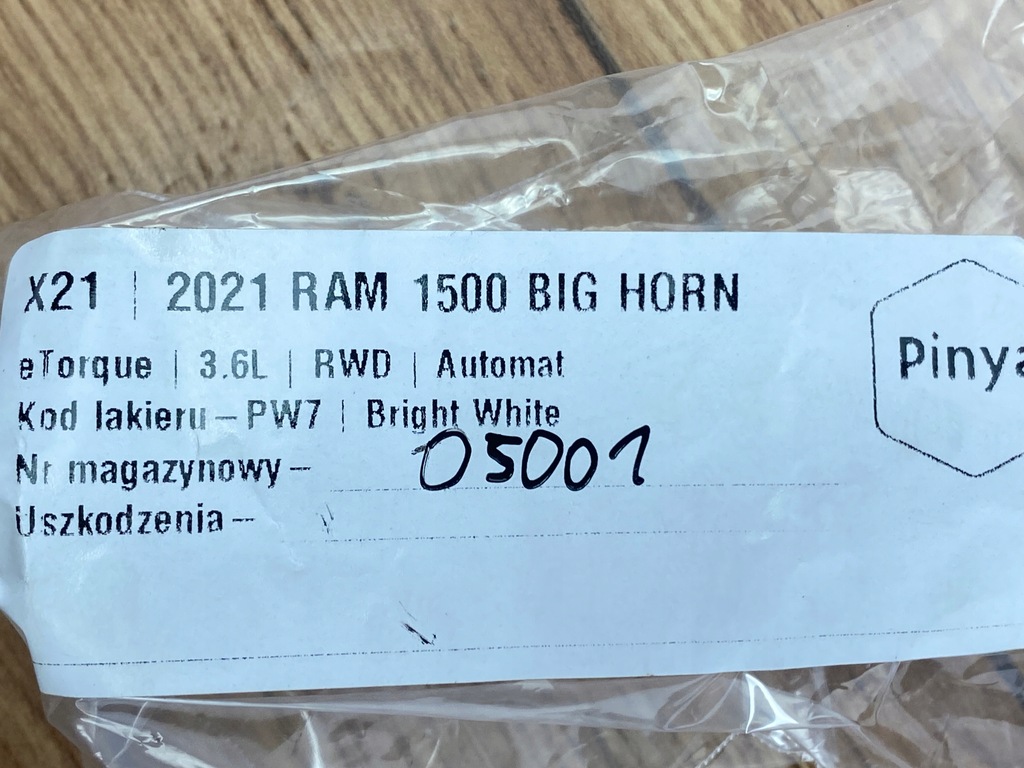 X21 | 2021 RAM 1500 BIG HORN
eTorque | 3.6L | RWD | Automat
Kod lakieru – PW7 | Bright White
Nr magazynowy – 05001
Uszkodzenia –
Pinya